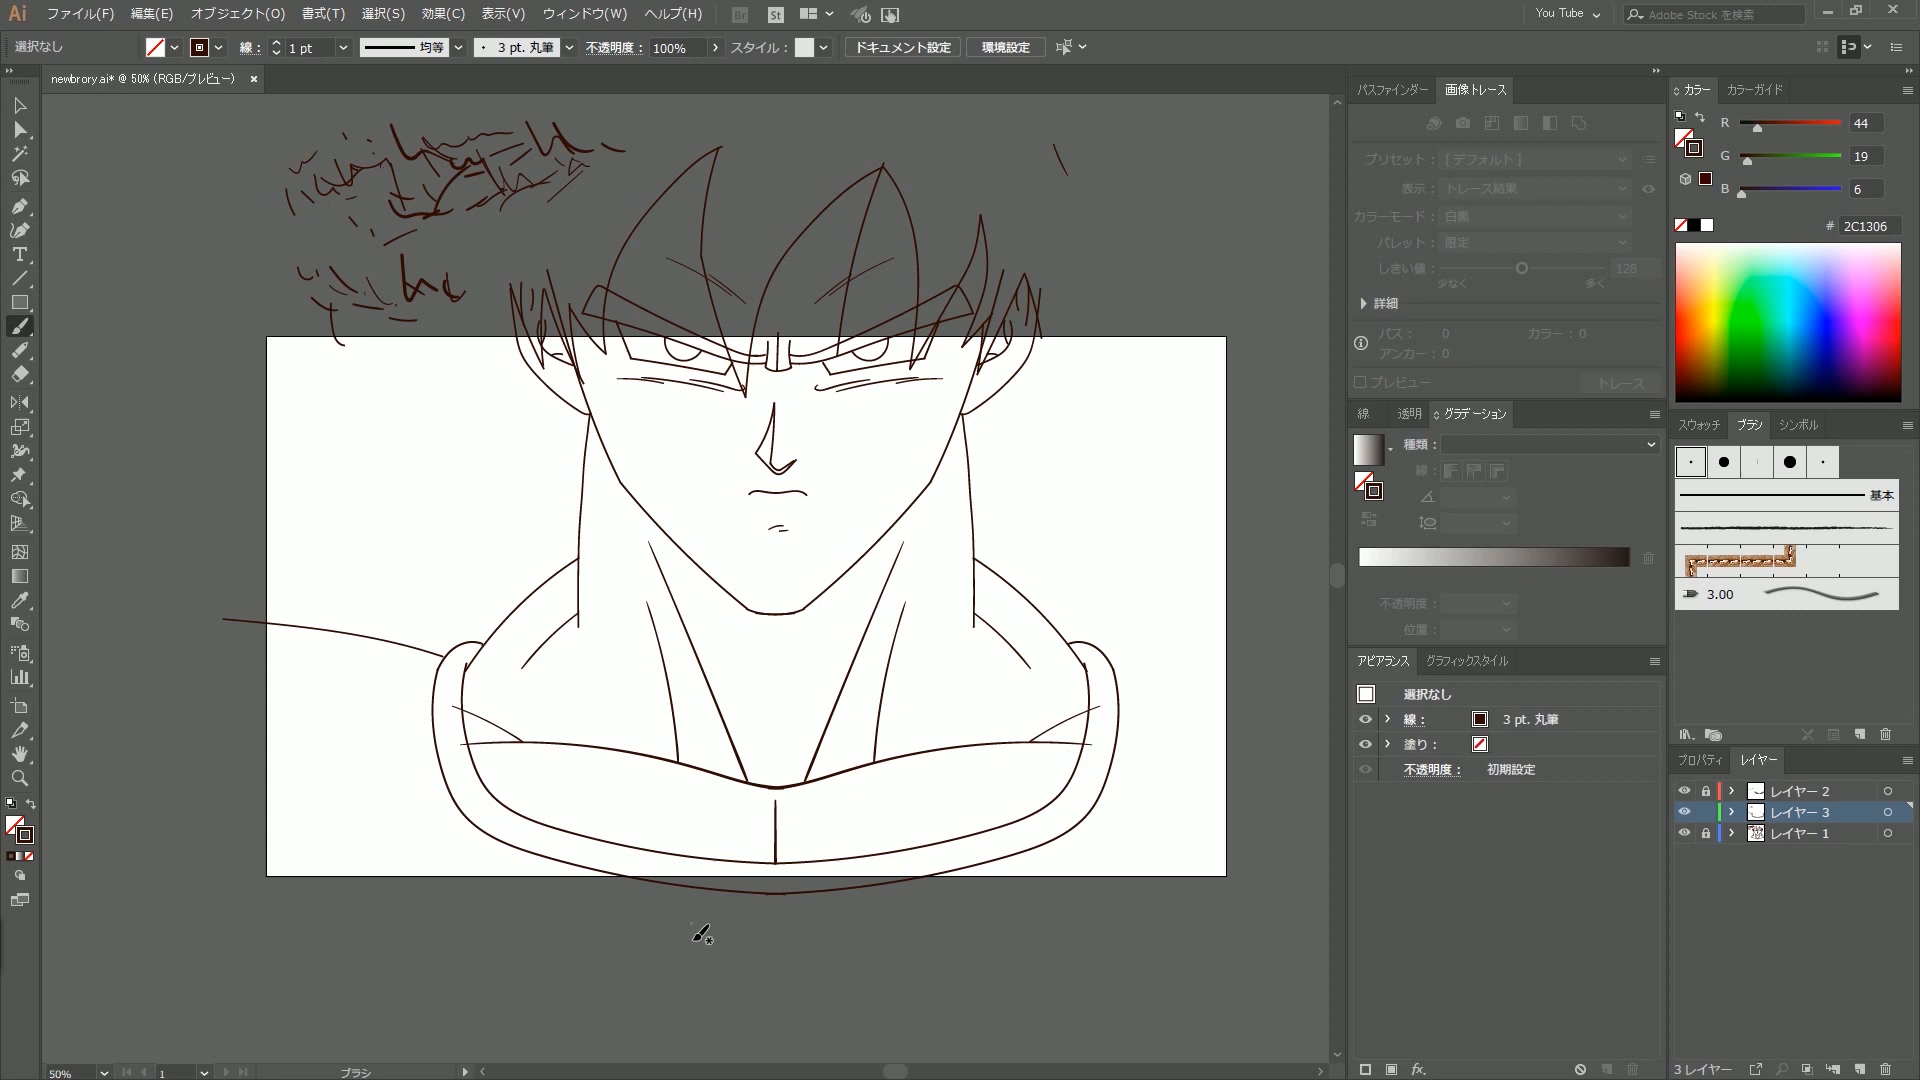 Ai ファイル(F) 編集(E) オブジェクト(O) 書式(T) 選択(S) 効果(C) 表示(V) ウィンドウ(W) ヘルプ(H) Br St You Tube Adobe Stock を検索
選択なし 線： 1 pt 均等 3 pt. 丸筆 不透明度： 100% スタイル： ドキュメント設定 環境設定
newbrory.ai* @ 50% (RGB/プレビュー)
パスファインダー 画像トレース
プリセット： [デフォルト]
表示： トレース結果
カラーモード： 白黒
パレット： 限定
しきい値： 128
少なく 多く
詳細
パス： 0 カラー：0
アンカー：0
プレビュー トレース
線 透明 グラデーション
種類：
線：
不透明度：
位置：
アピアランス グラフィックスタイル
選択なし
線： 3 pt. 丸筆
塗り：
不透明度： 初期設定
fx.
カラー カラーガイド
R 44
G 19
B 6
# 2C1306
スウォッチ ブラシ シンボル
基本
3.00
プロパティ レイヤー
レイヤー 2
レイヤー 3
レイヤー 1
3 レイヤー
50% 1 ブラシ